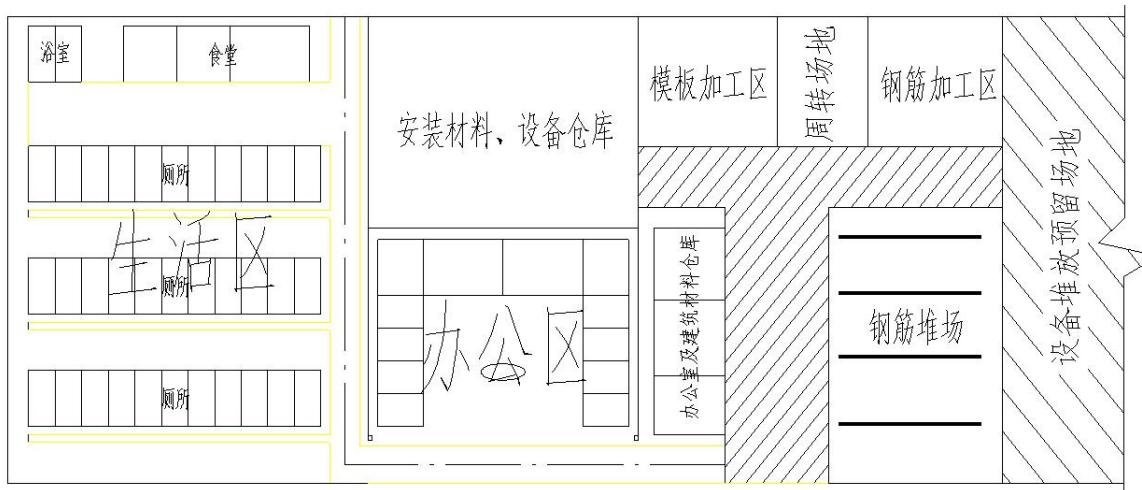 浴室
食堂
安装材料、设备仓库
模板加工区
周转场地
钢筋加工区
厕所
生活区
厕所
厕所
办公区
办公室及建筑材料仓库
钢筋堆场
设备堆放预留场地